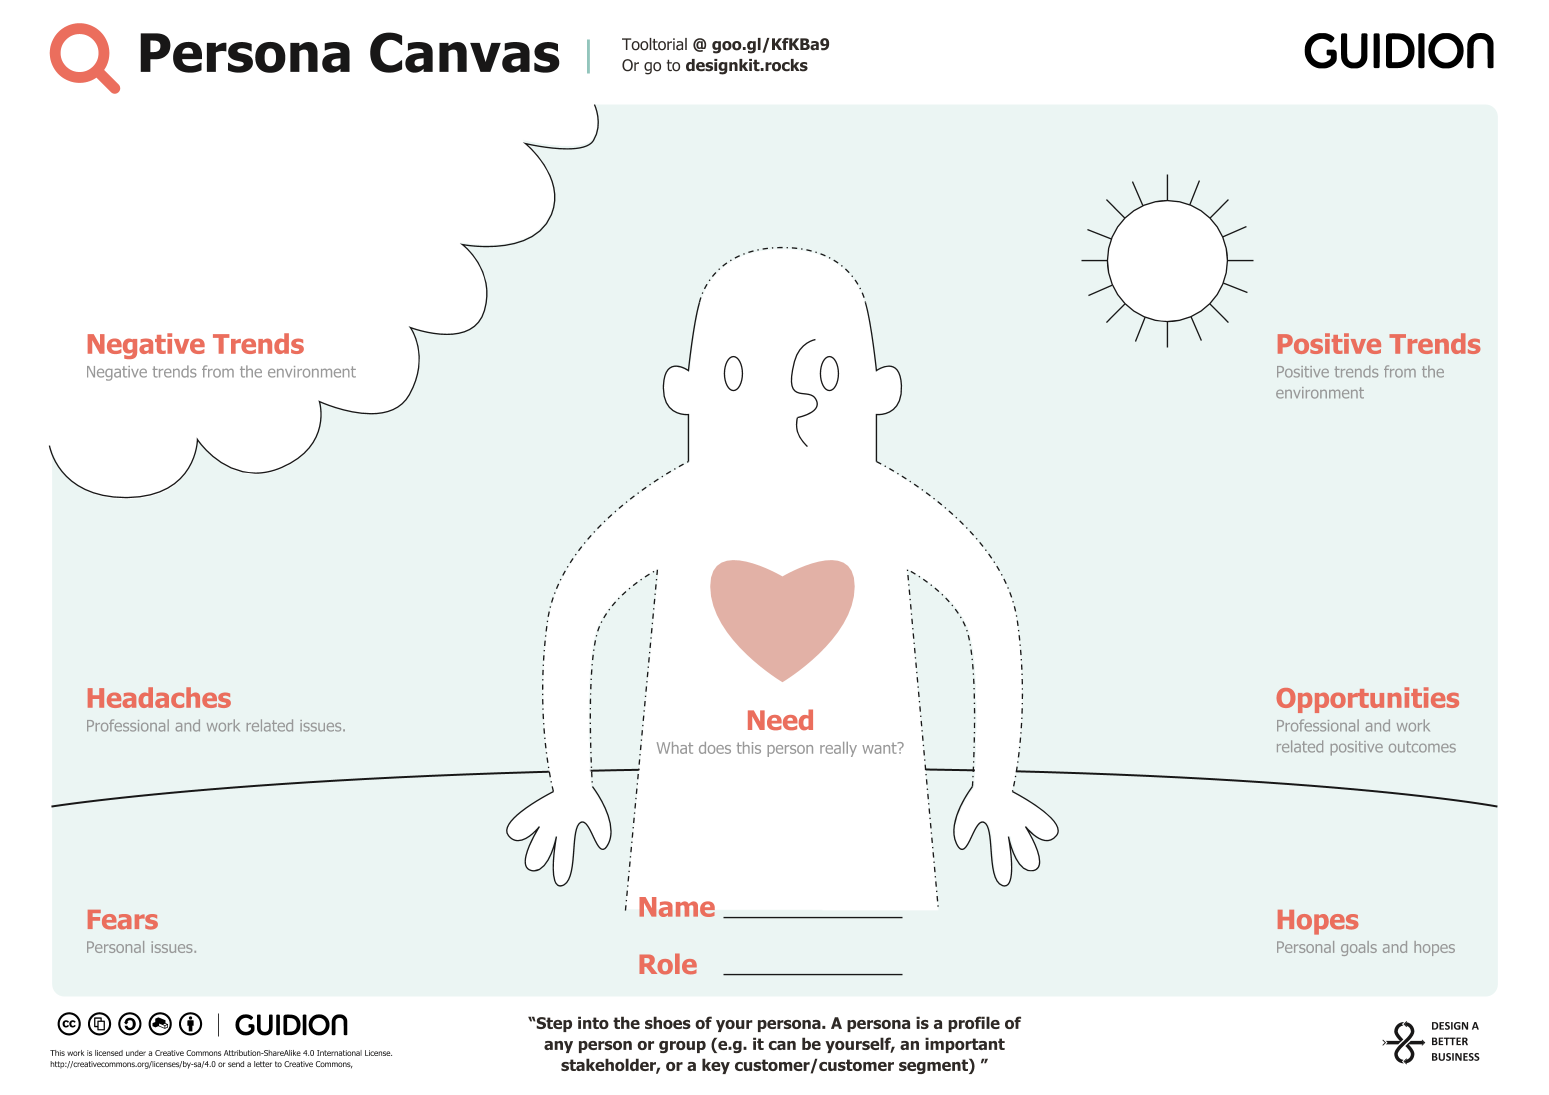 Persona Canvas
Tooltorial @ goo.gl/KfKBa9
Or go to designkit.rocks
GUIDION
Negative Trends
Negative trends from the environment
Positive Trends
Positive trends from the
environment
Headaches
Professional and work related issues.
Need
What does this person really want?
Opportunities
Professional and work
related positive outcomes
Fears
Personal issues.
Name
Role
Hopes
Personal goals and hopes
cc
GUIDION
This work is licensed under a Creative Commons Attribution-ShareAlike 4.0 International License.
http://creativecommons.org/licenses/by-sa/4.0 or send a letter to Creative Commons,
“Step into the shoes of your persona. A persona is a profile of
any person or group (e.g. it can be yourself, an important
stakeholder, or a key customer/customer segment) ”
DESIGN A
BETTER
BUSINESS